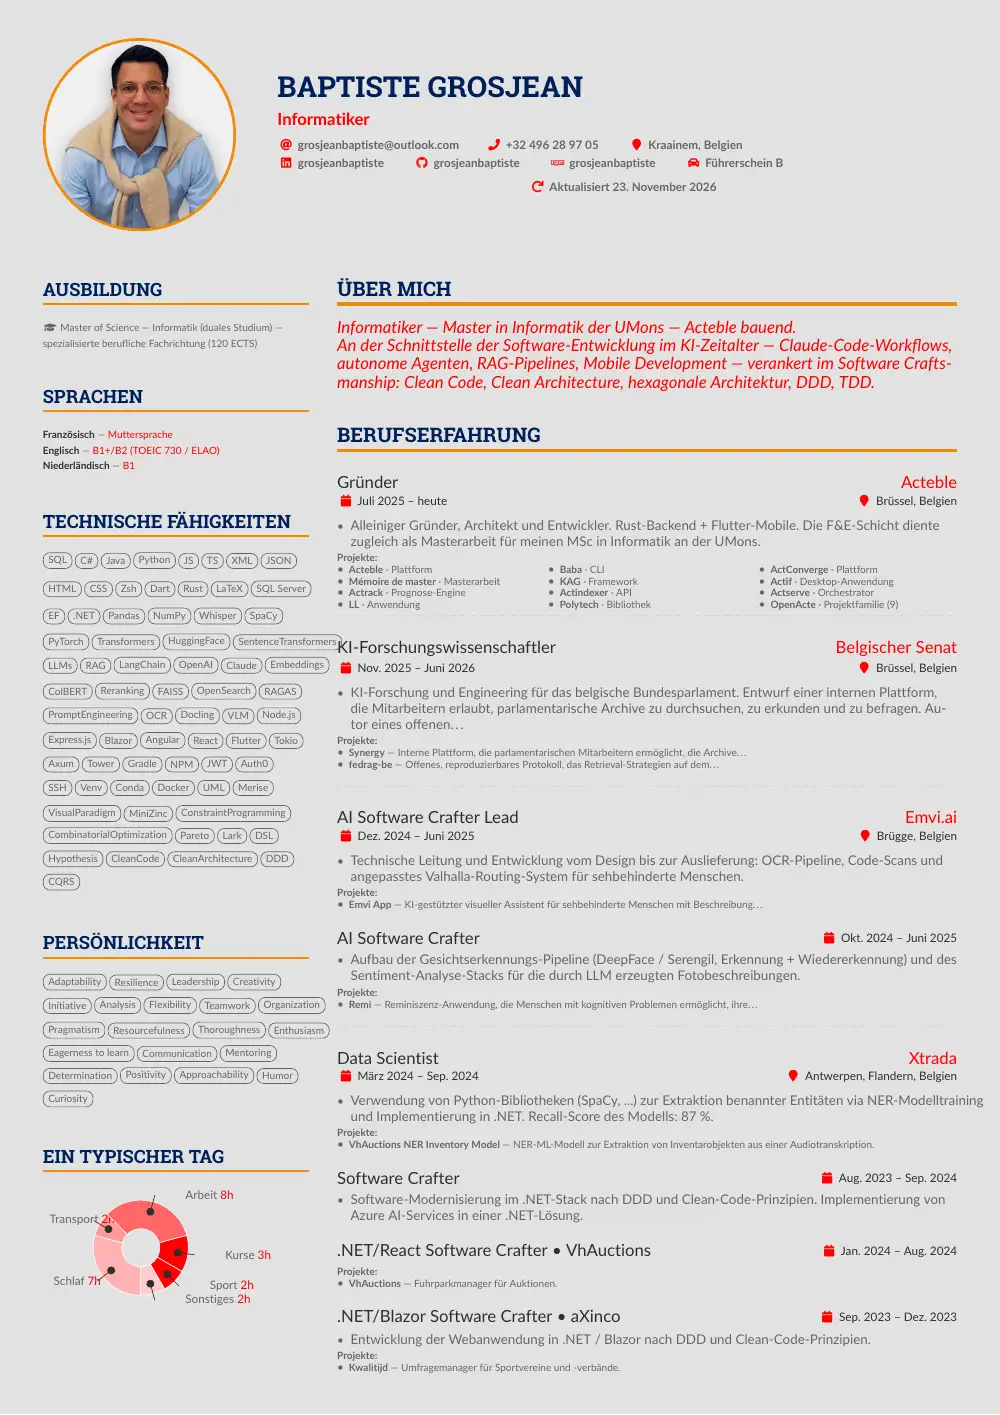 BAPTISTE GROSJEAN
Informatiker
grosjeanbaptiste@outlook.com +32 496 28 97 05 Kraainem, Belgien
grosjeanbaptiste grosjeanbaptiste grosjeanbaptiste Führerschein B
Aktualisiert 23. November 2026
AUSBILDUNG
Master of Science — Informatik (duales Studium) —
spezialisierte berufliche Fachrichtung (120 ECTS)
SPRACHEN
Französisch — Muttersprache
Englisch — B1+/B2 (TOEIC 730 / ELAO)
Niederländisch — B1
TECHNISCHE FÄHIGKEITEN
SQL C# Java Python JS TS XML JSON
HTML CSS Zsh Dart Rust LaTeX SQL Server
EF .NET Pandas NumPy Whisper SpaCy
PyTorch Transformers HuggingFace SentenceTransformers
LLMs RAG LangChain OpenAI Claude Embeddings
ColBERT Reranking FAISS OpenSearch RAGAS
PromptEngineering OCR Docling VLM Node.js
Express.js Blazor Angular React Flutter Tokio
Axum Tower Gradle NPM JWT Auth0
SSH Venv Conda Docker UML Merise
VisualParadigm MiniZinc ConstraintProgramming
CombinatorialOptimization Pareto Lark DSL
Hypothesis CleanCode CleanArchitecture DDD
CQRS
PERSÖNLICHKEIT
Adaptability Resilience Leadership Creativity
Initiative Analysis Flexibility Teamwork Organization
Pragmatism Resourcefulness Thoroughness Enthusiasm
Eagerness to learn Communication Mentoring
Determination Positivity Approachability Humor
Curiosity
EIN TYPISCHER TAG
Arbeit 8h
Transport 2h
Kurse 3h
Schlaf 7h
Sport 2h
Sonstiges 2h
ÜBER MICH
Informatiker — Master in Informatik der UMons — Acteble bauend.
An der Schnittstelle der Software-Entwicklung im KI-Zeitalter — Claude-Code-Workflows,
autonome Agenten, RAG-Pipelines, Mobile Development — verankert im Software Crafts-
manship: Clean Code, Clean Architecture, hexagonale Architektur, DDD, TDD.
BERUFSERFAHRUNG
Gründer Acteble
Juli 2025 – heute Brüssel, Belgien
• Alleiniger Gründer, Architekt und Entwickler. Rust-Backend + Flutter-Mobile. Die F&E-Schicht diente
zugleich als Masterarbeit für meinen MSc in Informatik an der UMons.
Projekte:
• Acteble · Plattform • Baba · CLI • ActConverge · Plattform
• Mémoire de master · Masterarbeit • KAG · Framework • Actif · Desktop-Anwendung
• Actrack · Prognose-Engine • Actindexer · API • Actserve · Orchestrator
• LL · Anwendung • Polytech · Bibliothek • OpenActe · Projektfamilie (9)
KI-Forschungswissenschaftler Belgischer Senat
Nov. 2025 – Juni 2026 Brüssel, Belgien
• KI-Forschung und Engineering für das belgische Bundesparlament. Entwurf einer internen Plattform,
die Mitarbeitern erlaubt, parlamentarische Archive zu durchsuchen, zu erkunden und zu befragen. Au-
tor eines offenen…
Projekte:
• Synergy — Interne Plattform, die parlamentarischen Mitarbeitern ermöglicht, die Archive…
• fedrag-be — Offenes, reproduzierbares Protokoll, das Retrieval-Strategien auf dem…
AI Software Crafter Lead Emvi.ai
Dez. 2024 – Juni 2025 Brügge, Belgien
• Technische Leitung und Entwicklung vom Design bis zur Auslieferung: OCR-Pipeline, Code-Scans und
angepasstes Valhalla-Routing-System für sehbehinderte Menschen.
Projekte:
• Emvi App — KI-gestützter visueller Assistent für sehbehinderte Menschen mit Beschreibung…
AI Software Crafter Okt. 2024 – Juni 2025
• Aufbau der Gesichtserkennungs-Pipeline (DeepFace / Serengil, Erkennung + Wiedererkennung) und des
Sentiment-Analyse-Stacks für die durch LLM erzeugten Fotobeschreibungen.
Projekte:
• Remi — Reminiszenz-Anwendung, die Menschen mit kognitiven Problemen ermöglicht, ihre…
Data Scientist Xtrada
März 2024 – Sep. 2024 Antwerpen, Flandern, Belgien
• Verwendung von Python-Bibliotheken (SpaCy, ...) zur Extraktion benannter Entitäten via NER-Modelltraining
und Implementierung in .NET. Recall-Score des Modells: 87 %.
Projekte:
• VhAuctions NER Inventory Model — NER-ML-Modell zur Extraktion von Inventarobjekten aus einer Audiotranskription.
Software Crafter Aug. 2023 – Sep. 2024
• Software-Modernisierung im .NET-Stack nach DDD und Clean-Code-Prinzipien. Implementierung von
Azure AI-Services in einer .NET-Lösung.
.NET/React Software Crafter • VhAuctions Jan. 2024 – Aug. 2024
Projekte:
• VhAuctions — Fuhrparkmanager für Auktionen.
.NET/Blazor Software Crafter • aXinco Sep. 2023 – Dez. 2023
• Entwicklung der Webanwendung in .NET / Blazor nach DDD und Clean-Code-Prinzipien.
Projekte:
• Kwalitijd — Umfragemanager für Sportvereine und -verbände.